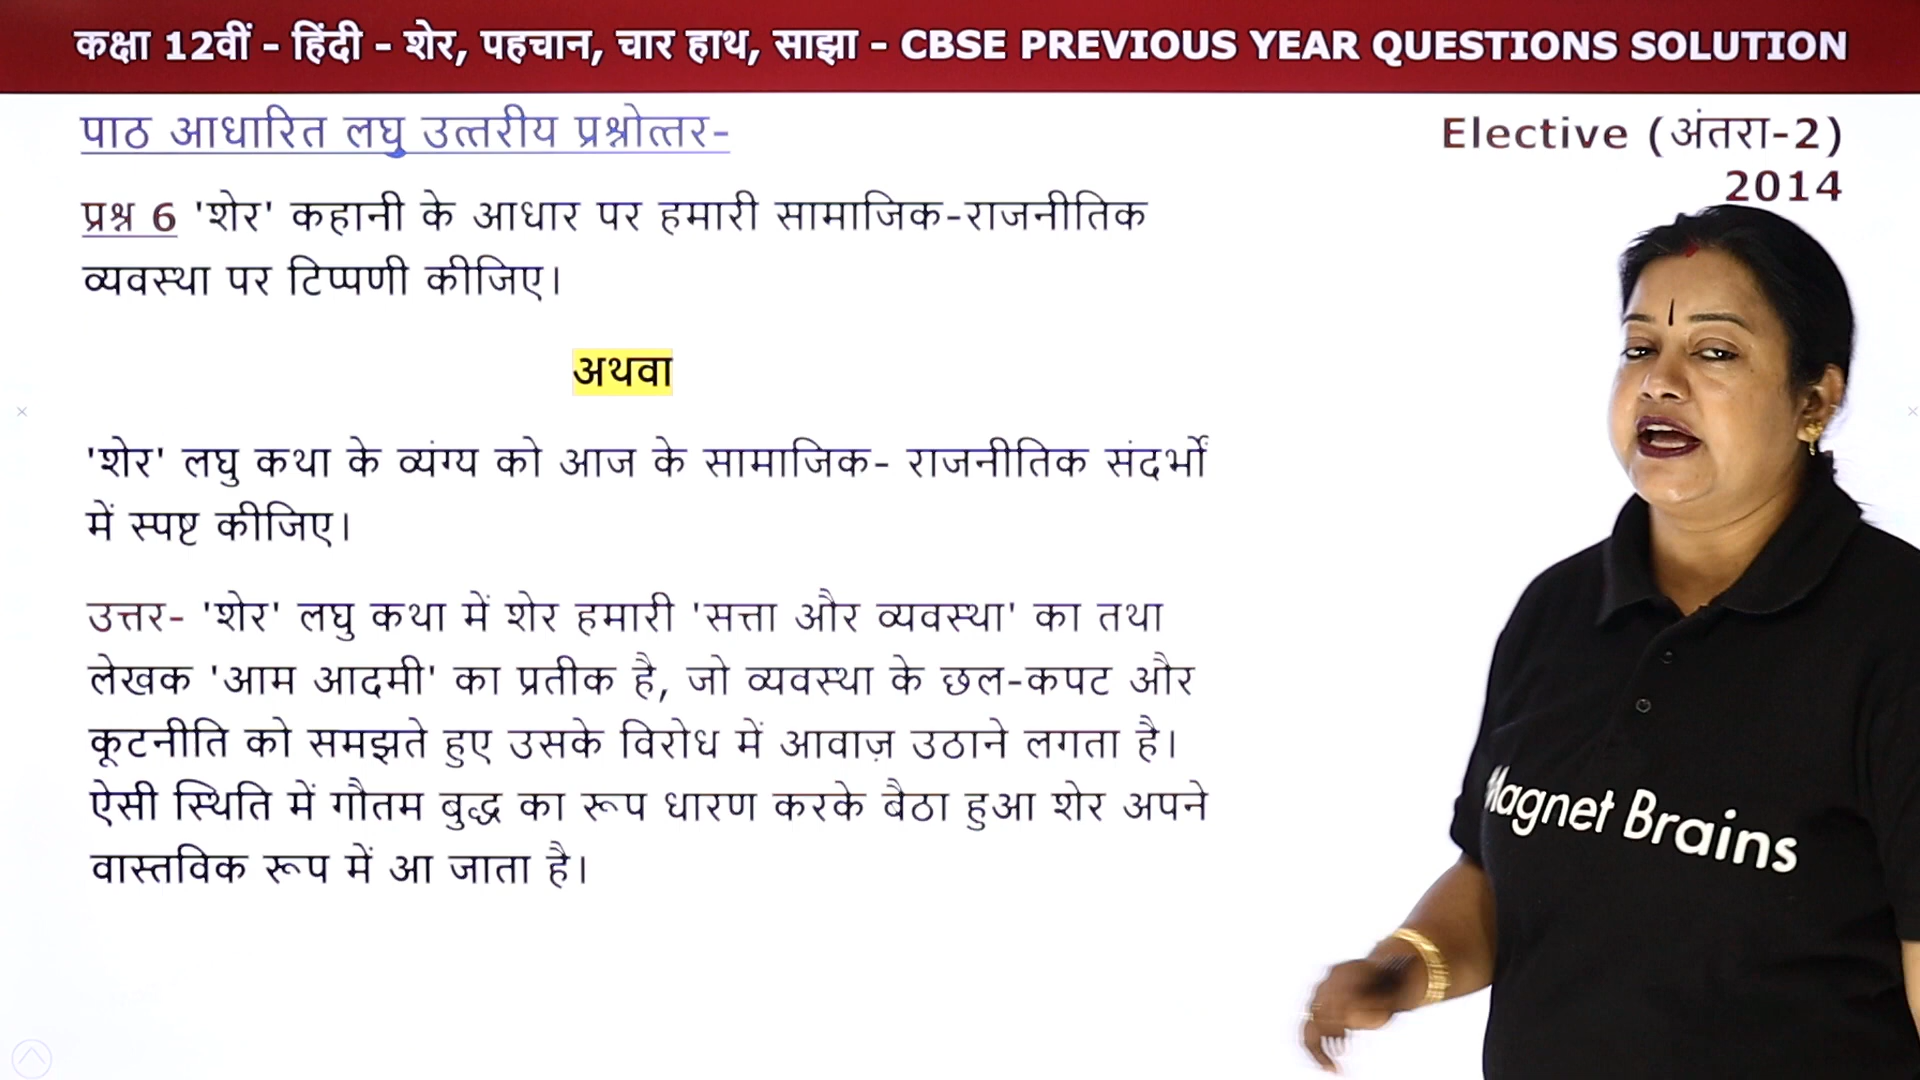 कक्षा 12वीं - हिंदी - शेर, पहचान, चार हाथ, साझा - CBSE PREVIOUS YEAR QUESTIONS SOLUTION
पाठ आधारित लघु उत्तरीय प्रश्नोत्तर-
Elective (अंतरा-2)
2014
प्रश्न 6 'शेर' कहानी के आधार पर हमारी सामाजिक-राजनीतिक
व्यवस्था पर टिप्पणी कीजिए।
अथवा
'शेर' लघु कथा के व्यंग्य को आज के सामाजिक- राजनीतिक संदर्भों
में स्पष्ट कीजिए।
उत्तर- 'शेर' लघु कथा में शेर हमारी 'सत्ता और व्यवस्था' का तथा
लेखक 'आम आदमी' का प्रतीक है, जो व्यवस्था के छल-कपट और
कूटनीति को समझते हुए उसके विरोध में आवाज़ उठाने लगता है।
ऐसी स्थिति में गौतम बुद्ध का रूप धारण करके बैठा हुआ शेर अपने
वास्तविक रूप में आ जाता है।
Magnet Brains